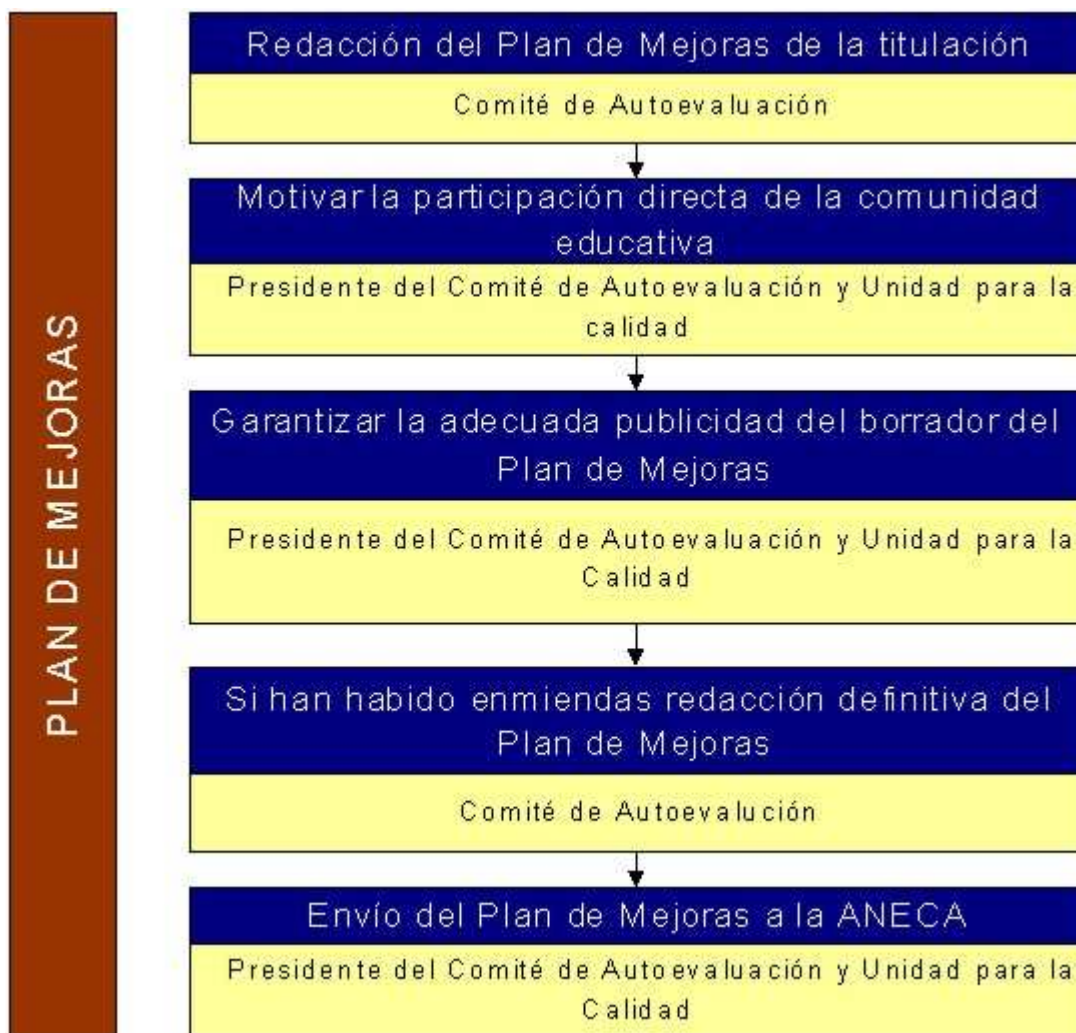 PLAN DE MEJORAS
Redacción del Plan de Mejoras de la titulación
Comité de Autoevaluación
Motivar la participación directa de la comunidad
educativa
Presidente del Comité de Autoevaluación y Unidad para la
calidad
Garantizar la adecuada publicidad del borrador del
Plan de Mejoras
Presidente del Comité de Autoevaluación y Unidad para la
Calidad
Si han habido enmiendas redacción definitiva del
Plan de Mejoras
Comité de Autoevalución
Envío del Plan de Mejoras a la ANECA
Presidente del Comité de Autoevaluación y Unidad para la
Calidad